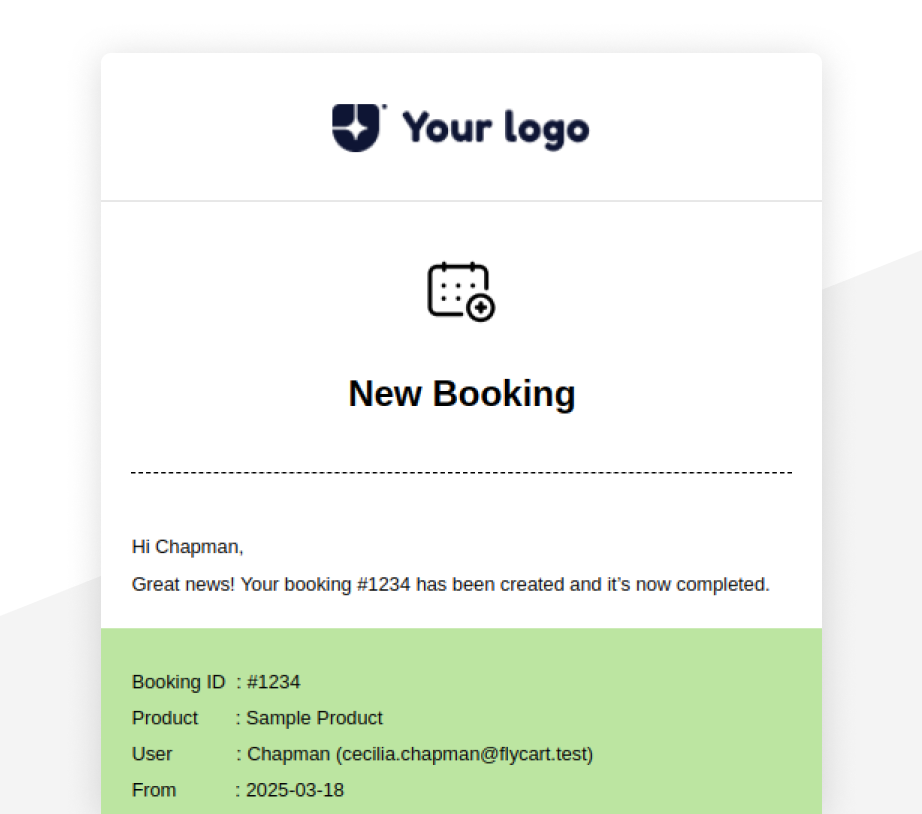 Your logo
New Booking
Hi Chapman,
Great news! Your booking #1234 has been created and it’s now completed.
Booking ID : #1234
Product : Sample Product
User : Chapman (cecilia.chapman@flycart.test)
From : 2025-03-18